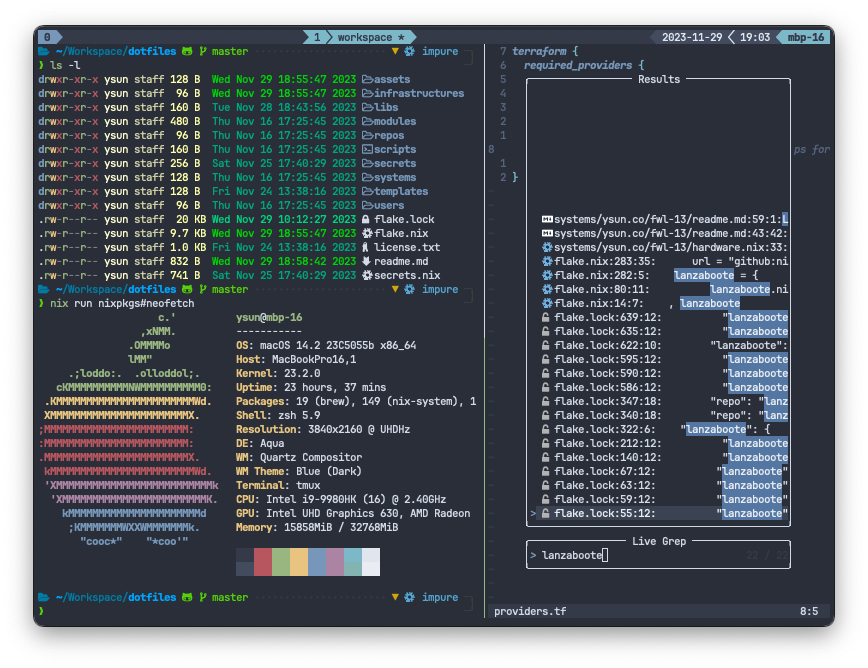 0 1 workspace * 2023-11-29 19:03 mbp-16
~/Workspace/dotfiles master impure
❯ ls -l
drwxr-xr-x ysun staff 128 B Wed Nov 29 18:55:47 2023 assets
drwxr-xr-x ysun staff 96 B Wed Nov 29 18:55:47 2023 infrastructures
drwxr-xr-x ysun staff 160 B Tue Nov 28 18:43:56 2023 libs
drwxr-xr-x ysun staff 480 B Thu Nov 16 17:25:45 2023 modules
drwxr-xr-x ysun staff 96 B Thu Nov 16 17:25:45 2023 repos
drwxr-xr-x ysun staff 160 B Thu Nov 16 17:25:45 2023 scripts
drwxr-xr-x ysun staff 256 B Sat Nov 25 17:40:29 2023 secrets
drwxr-xr-x ysun staff 128 B Thu Nov 16 17:25:45 2023 systems
drwxr-xr-x ysun staff 128 B Fri Nov 24 13:38:16 2023 templates
drwxr-xr-x ysun staff 96 B Thu Nov 16 17:25:45 2023 users
.rw-r--r-- ysun staff 20 KB Wed Nov 29 10:12:27 2023 flake.lock
.rw-r--r-- ysun staff 9.7 KB Wed Nov 29 18:55:47 2023 flake.nix
.rw-r--r-- ysun staff 1.0 KB Fri Nov 24 13:38:16 2023 license.txt
.rw-r--r-- ysun staff 832 B Wed Nov 29 18:58:42 2023 readme.md
.rw-r--r-- ysun staff 741 B Sat Nov 25 17:40:29 2023 secrets.nix
~/Workspace/dotfiles master impure
❯ nix run nixpkgs#neofetch
c.'
,xNMM.
.OMMMMo
lMM"
.;loddo:. .olloddol;.
cKMMMMMMMMMMNWMMMMMMMMMM0:
.KMMMMMMMMMMMMMMMMMMMMMMMWd.
XMMMMMMMMMMMMMMMMMMMMMMMX.
;MMMMMMMMMMMMMMMMMMMMMMMM:
:MMMMMMMMMMMMMMMMMMMMMMMM:
.MMMMMMMMMMMMMMMMMMMMMMMMX.
kMMMMMMMMMMMMMMMMMMMMMMMMWd.
'XMMMMMMMMMMMMMMMMMMMMMMMMMMk
'XMMMMMMMMMMMMMMMMMMMMMMMMK.
kMMMMMMMMMMMMMMMMMMMMMMd
;KMMMMMMMWXXWMMMMMMMk.
"cooc*" "*coo'"
ysun@mbp-16
-----------
OS: macOS 14.2 23C5055b x86_64
Host: MacBookPro16,1
Kernel: 23.2.0
Uptime: 23 hours, 37 mins
Packages: 19 (brew), 149 (nix-system), 1
Shell: zsh 5.9
Resolution: 3840x2160 @ UHDHz
DE: Aqua
WM: Quartz Compositor
WM Theme: Blue (Dark)
Terminal: tmux
CPU: Intel i9-9980HK (16) @ 2.40GHz
GPU: Intel UHD Graphics 630, AMD Radeon
Memory: 15858MiB / 32768MiB
~/Workspace/dotfiles master impure
❯
7 terraform {
6 required_providers {
5
4
3
2
1
8 ps for
1
2 }
Results
systems/ysun.co/fwl-13/readme.md:59:1:L
systems/ysun.co/fwl-13/readme.md:43:42:
systems/ysun.co/fwl-13/hardware.nix:33:
flake.nix:283:35: url = "github:ni
flake.nix:282:5: lanzaboote = {
flake.nix:80:11: lanzaboote.ni
flake.nix:14:7: , lanzaboote
flake.lock:639:12: "lanzaboote
flake.lock:635:12: "lanzaboote
flake.lock:622:10: "lanzaboote":
flake.lock:595:12: "lanzaboote
flake.lock:590:12: "lanzaboote
flake.lock:586:12: "lanzaboote
flake.lock:347:18: "repo": "lanz
flake.lock:340:18: "repo": "lanz
flake.lock:322:6: "lanzaboote": {
flake.lock:212:12: "lanzaboote
flake.lock:140:12: "lanzaboote
flake.lock:67:12: "lanzaboote"
flake.lock:63:12: "lanzaboote"
flake.lock:59:12: "lanzaboote"
> flake.lock:55:12: "lanzaboote"
Live Grep
> lanzaboote 22 / 22
providers.tf 8:5